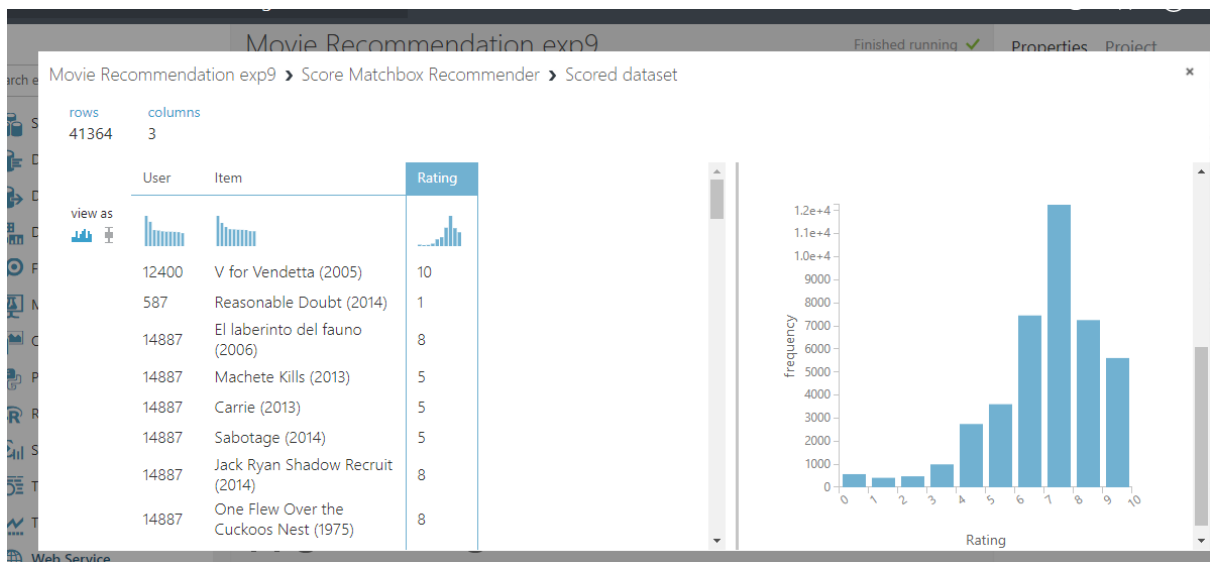 Movie Recommendation exp9
Finished running
Properties Project
arch e
Movie Recommendation exp9 ❯ Score Matchbox Recommender ❯ Scored dataset
×
rows columns
41364 3
User Item Rating
view as
12400 V for Vendetta (2005) 10
587 Reasonable Doubt (2014) 1
14887 El laberinto del fauno (2006) 8
14887 Machete Kills (2013) 5
14887 Carrie (2013) 5
14887 Sabotage (2014) 5
14887 Jack Ryan Shadow Recruit (2014) 8
14887 One Flew Over the Cuckoos Nest (1975) 8
1.2e+4
1.1e+4
1.0e+4
9000
8000
7000
6000
5000
4000
3000
2000
1000
0
frequency
0 1 2 3 4 5 6 7 8 9 10
Rating
S
D
D
D
F
M
C
P
R
S
T
T
Web Service